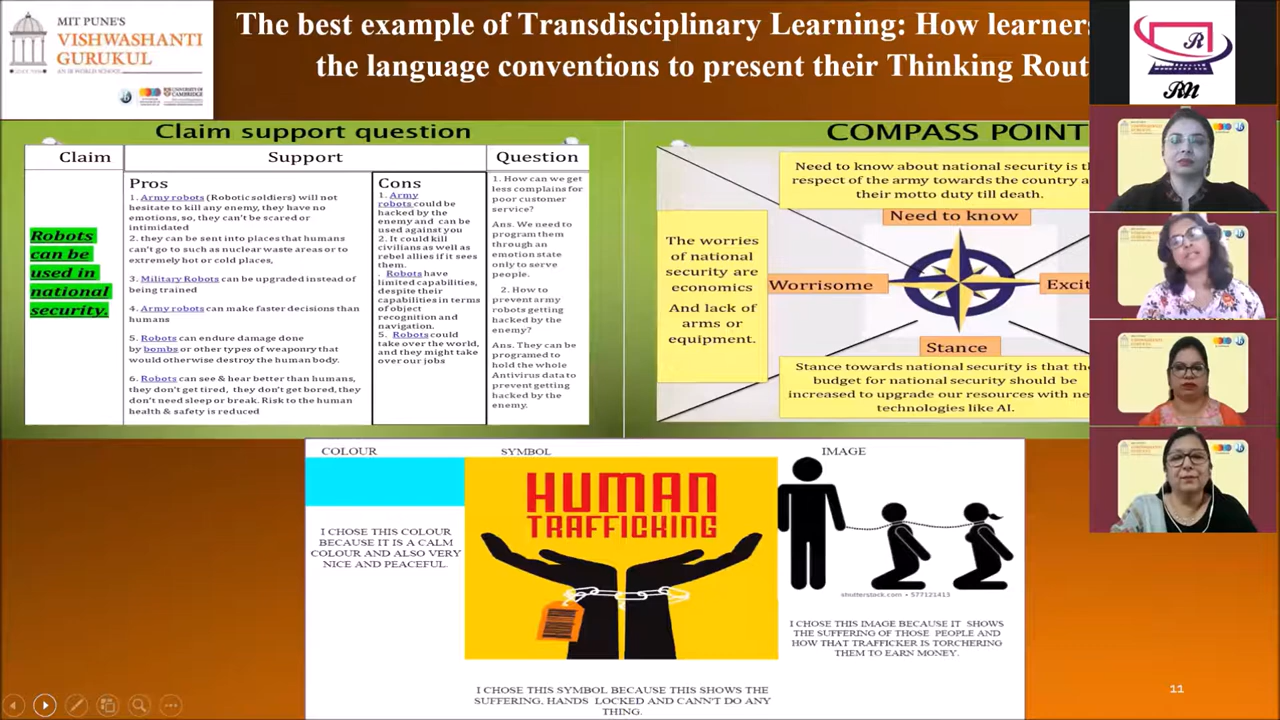 MIT PUNE'S
VISHWASHANTI
GURUKUL
The best example of Transdisciplinary Learning: How learners
the language conventions to present their Thinking Rout
R
RN
Claim support question
Claim
Support
Question
Robots
can be
used in
national
security.
Pros
1. Army robots (Robotic soldiers) will not
hesitate to kill any enemy, they have no
emotions, so, they can't be scared or
intimidated
2. they can be sent into places that humans
can't go to such as nuclear waste areas or to
extremely hot or cold places,
3. Military Robots can be upgraded instead of
being trained
4. Army robots can make faster decisions than
humans
5. Robots can endure damage done
by bombs or other types of weaponry that
would otherwise destroy the human body.
6. Robots can see & hear better than humans,
they don't get tired, they don't get bored, they
don't need sleep or break. Risk to the human
health & safety is reduced
Cons
1. Army
robots could be
hacked by the
enemy and can be
used against you
2. It could kill
civilians as well as
rebel allies if it sees
them.
. Robots have
limited capabilities,
despite their
capabilities in terms
of object
recognition and
navigation.
5. Robots could
take over the world,
and they might take
over our jobs
1. How can we get
less complains for
poor customer
service?
Ans. We need to
program them
through an
emotion state
only to serve
people.
2. How to
prevent army
robots getting
hacked by the
enemy?
Ans. They can be
programed to
hold the whole
Antivirus data to
prevent getting
hacked by the
enemy.
COMPASS POINT
Need to know about national security is th
respect of the army towards the country a
their motto duty till death.
Need to know
The worries
of national
security are
economics
And lack of
arms or
equipment.
Worrisome
Excit
Stance
Stance towards national security is that the
budget for national security should be
increased to upgrade our resources with ne
technologies like AI.
COLOUR
SYMBOL
IMAGE
I CHOSE THIS COLOUR
BECAUSE IT IS A CALM
COLOUR AND ALSO VERY
NICE AND PEACEFUL.
HUMAN
TRAFFICKING
I CHOSE THIS SYMBOL BECAUSE THIS SHOWS THE
SUFFERING, HANDS LOCKED AND CANN'T DO ANY
THING.
shutterstock.com • 577121413
I CHOSE THIS IMAGE BECAUSE IT SHOWS
THE SUFFERING OF THOSE PEOPLE AND
HOW THAT TRAFFICKER IS TORCHERING
THEM TO EARN MONEY.
11